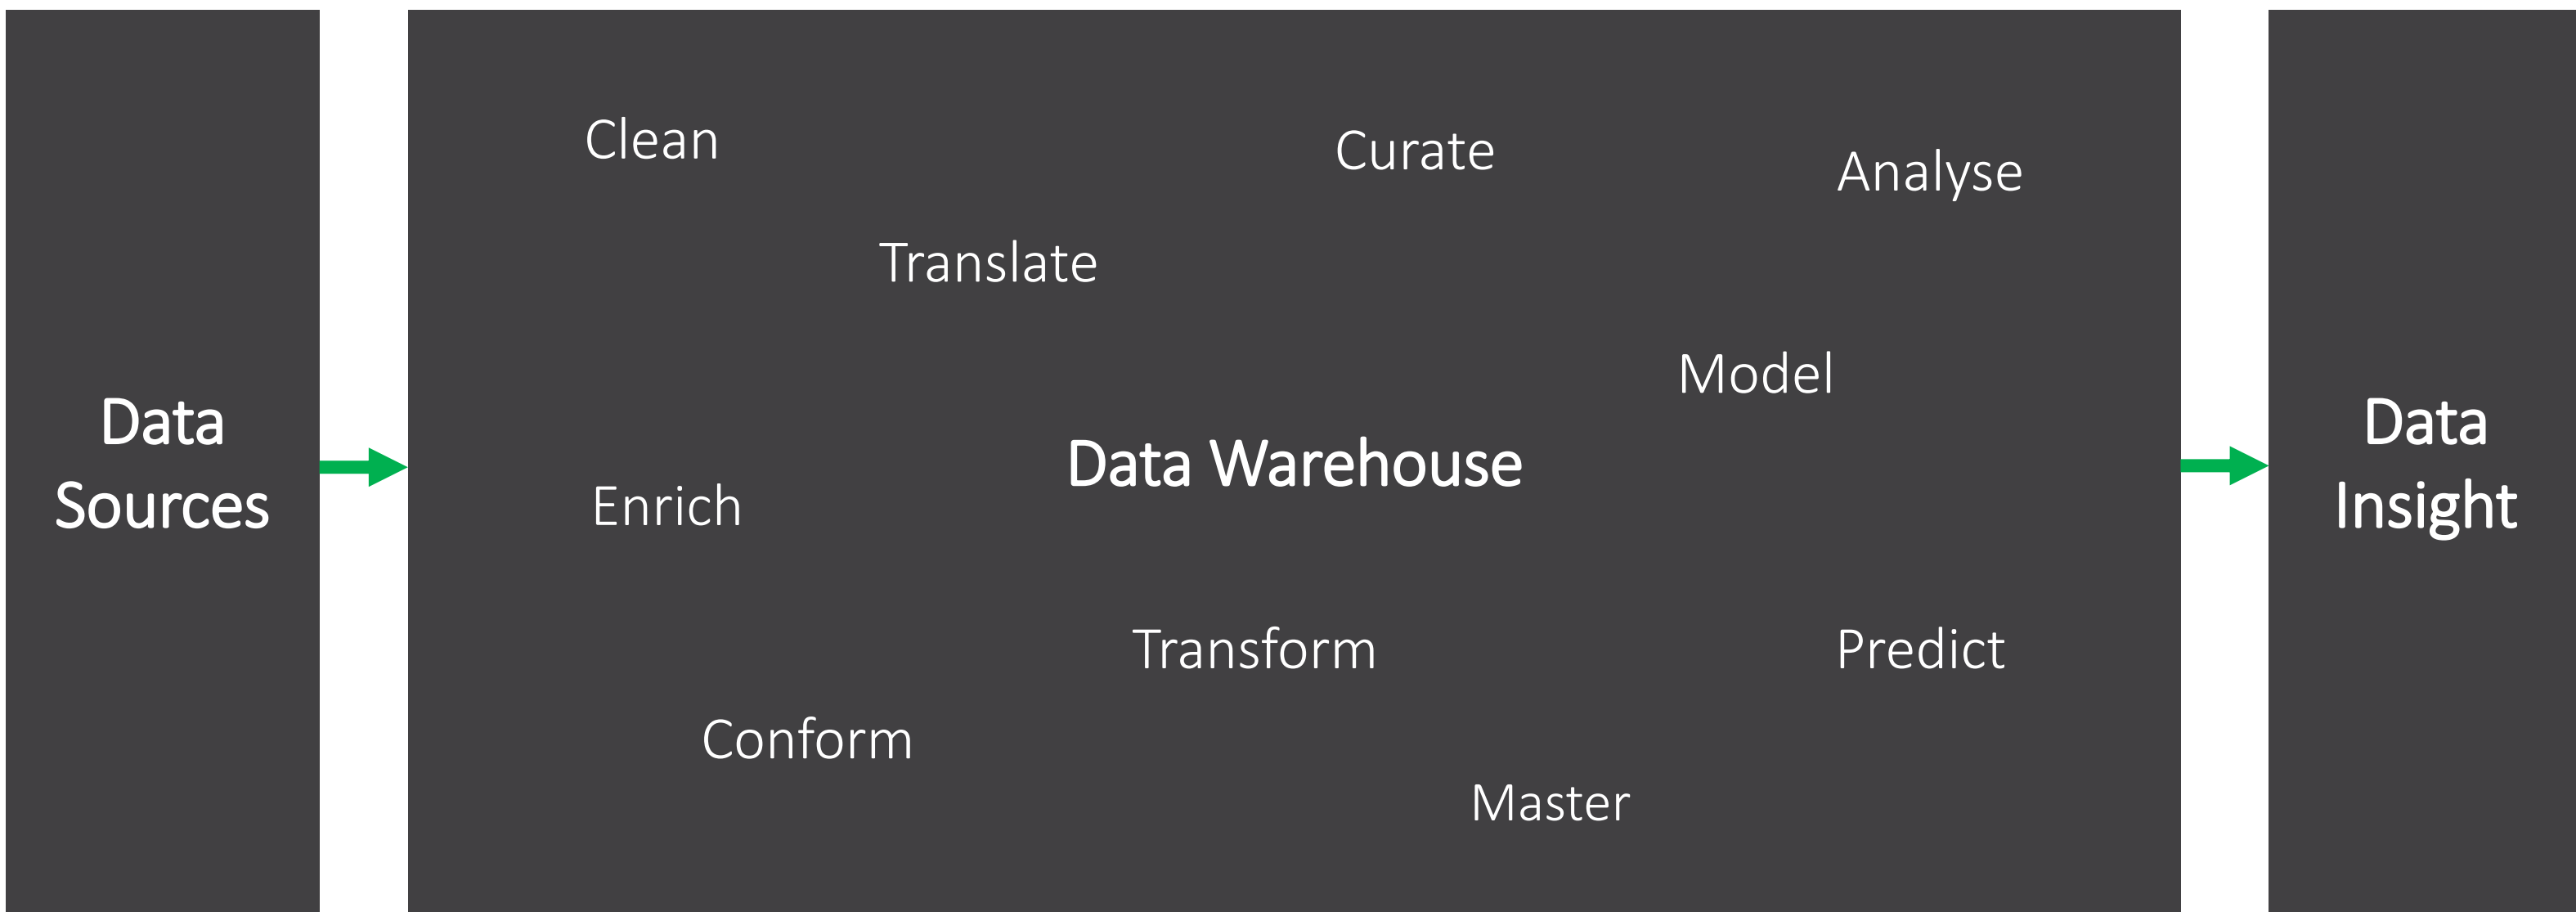 Data
Sources
Clean
Curate
Analyse
Translate
Model
Data Warehouse
Enrich
Transform
Predict
Conform
Master
Data
Insight